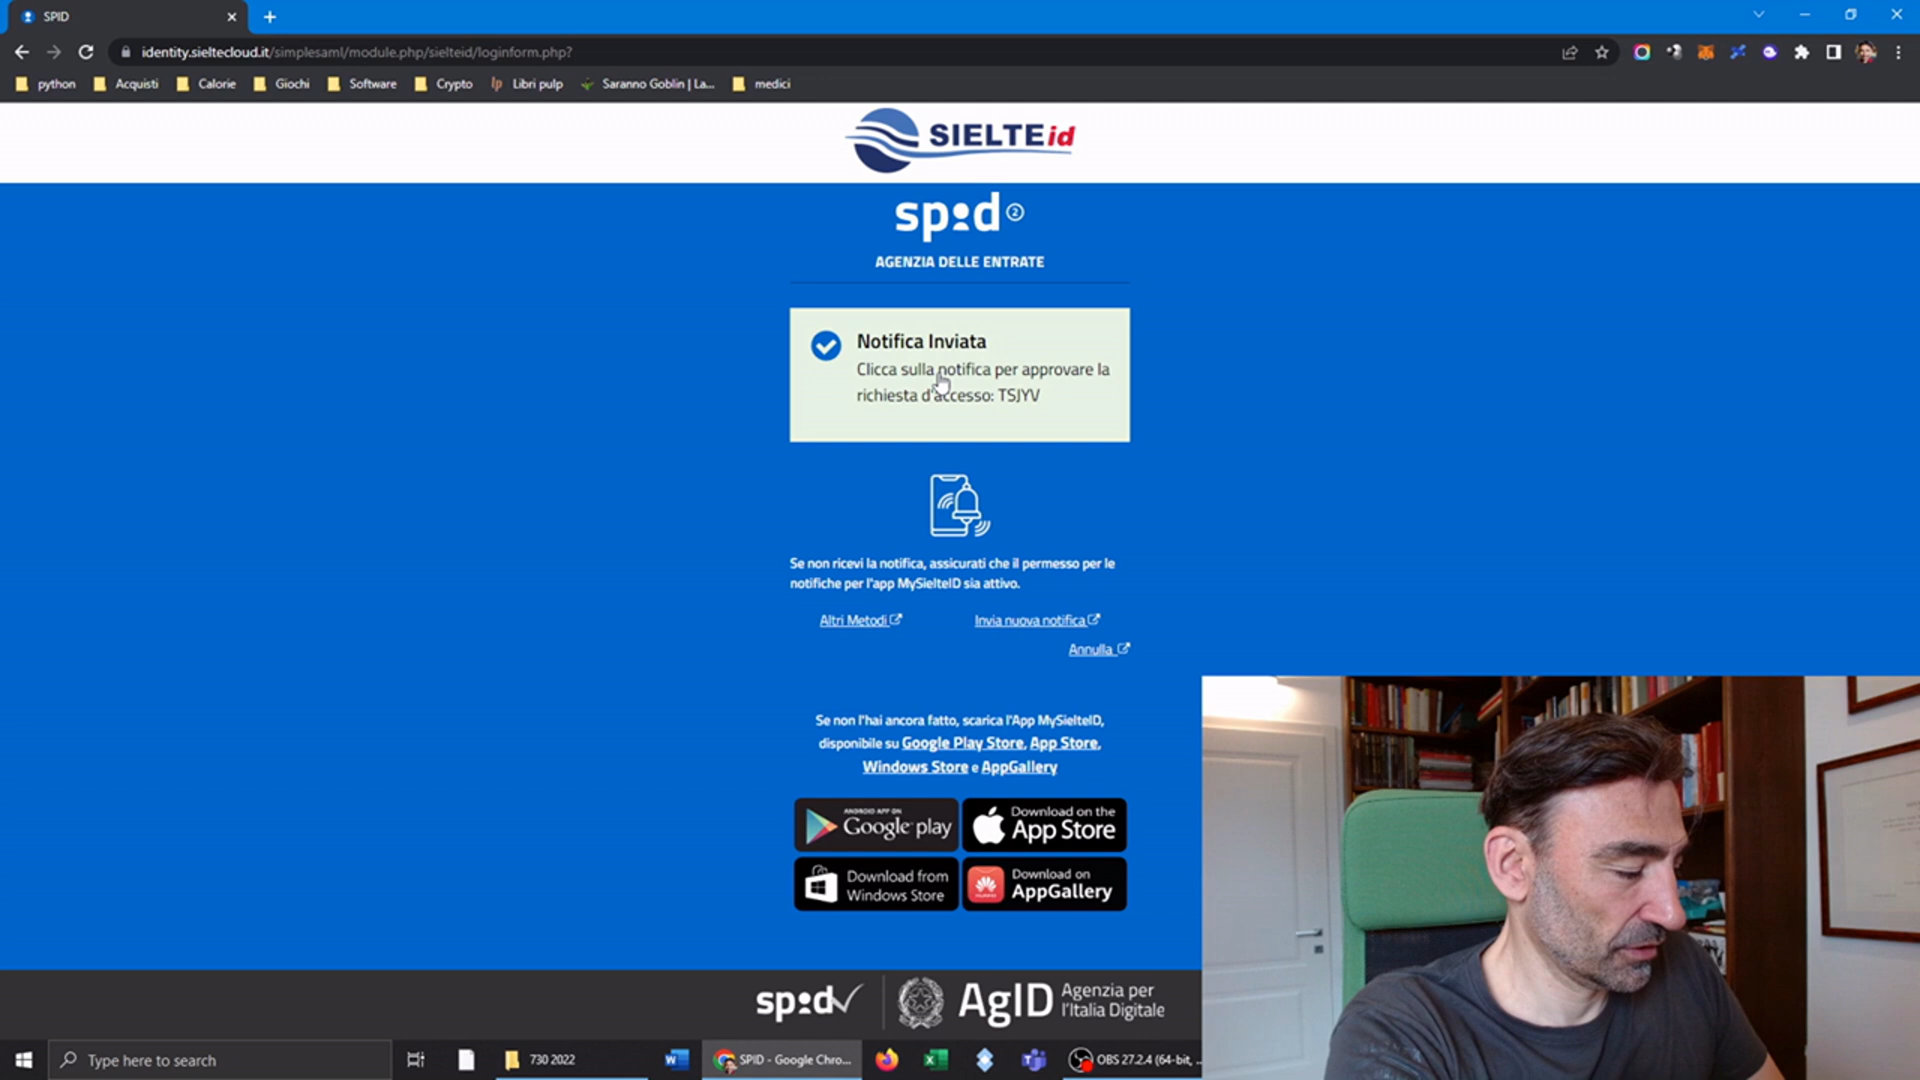 SPID
identity.sieltecloud.it/simplesaml/module.php/sielteid/loginform.php?
python Acquisti Calorie Giochi Software Crypto lp Libri pulp Saranno Goblin | La... medici
SIELTEid
spid 2
AGENZIA DELLE ENTRATE
Notifica Inviata
Clicca sulla notifica per approvare la
richiesta d'accesso: TSJYV
Se non ricevi la notifica, assicurati che il permesso per le
notifiche per l'app MySielteID sia attivo.
Altri Metodi Invia nuova notifica
Annulla
Se non l'hai ancora fatto, scarica l'App MySielteID,
disponibile su Google Play Store, App Store,
Windows Store e AppGallery
ANDROID APP ON
Google play
Download on the
App Store
Download from
Windows Store
Download on
AppGallery
spid AgID Agenzia per
l'Italia Digitale
Type here to search 730 2022 SPID - Google Chro... OBS 27.2.4 (64-bit, ...